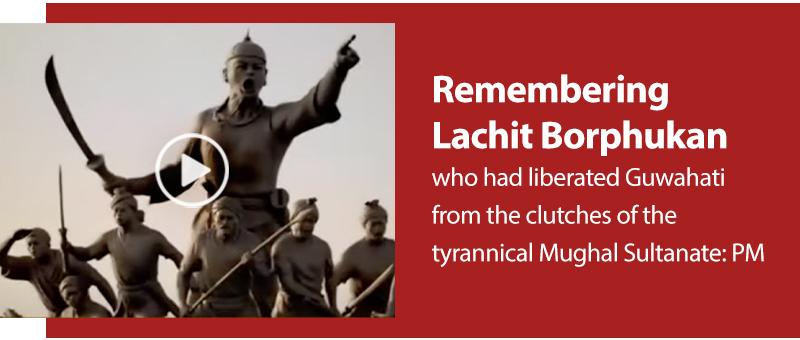 Remembering
Lachit Borphukan
who had liberated Guwahati
from the clutches of the
tyrannical Mughal Sultanate: PM